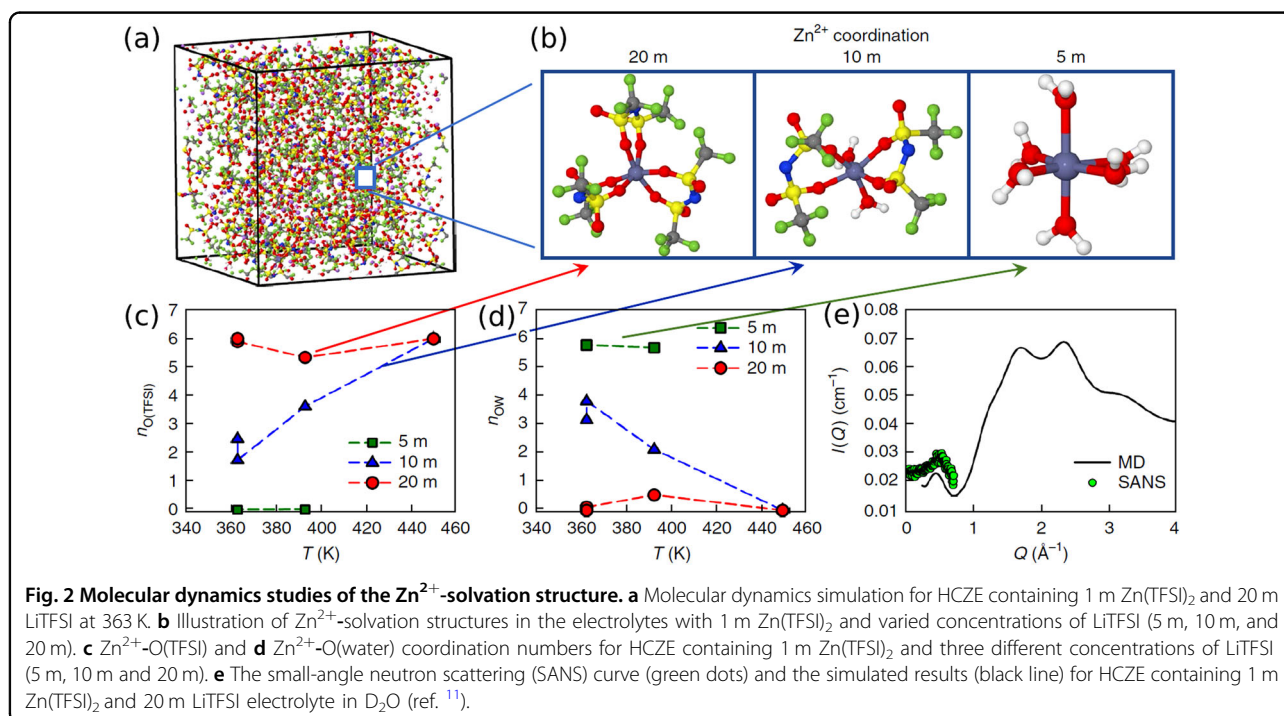 (a)
(b)
Zn²⁺ coordination
20 m
10 m
5 m
(c)
7
6
5
4
3
2
1
0
n_O(TFSI)
5 m
10 m
20 m
340 360 380 400 420 440 460
T (K)
(d)
7
6
5
4
3
2
1
0
n_OW
5 m
10 m
20 m
340 360 380 400 420 440 460
T (K)
(e)
0.08
0.07
0.06
0.05
0.04
0.03
0.02
0.01
I(Q) (cm⁻¹)
MD
SANS
0 1 2 3 4
Q (Å⁻¹)
Fig. 2 Molecular dynamics studies of the Zn²⁺-solvation structure. a Molecular dynamics simulation for HCZE containing 1 m Zn(TFSI)₂ and 20 m
LiTFSI at 363 K. b Illustration of Zn²⁺-solvation structures in the electrolytes with 1 m Zn(TFSI)₂ and varied concentrations of LiTFSI (5 m, 10 m, and
20 m). c Zn²⁺-O(TFSI) and d Zn²⁺-O(water) coordination numbers for HCZE containing 1 m Zn(TFSI)₂ and three different concentrations of LiTFSI
(5 m, 10 m and 20 m). e The small-angle neutron scattering (SANS) curve (green dots) and the simulated results (black line) for HCZE containing 1 m
Zn(TFSI)₂ and 20 m LiTFSI electrolyte in D₂O (ref. ¹¹).